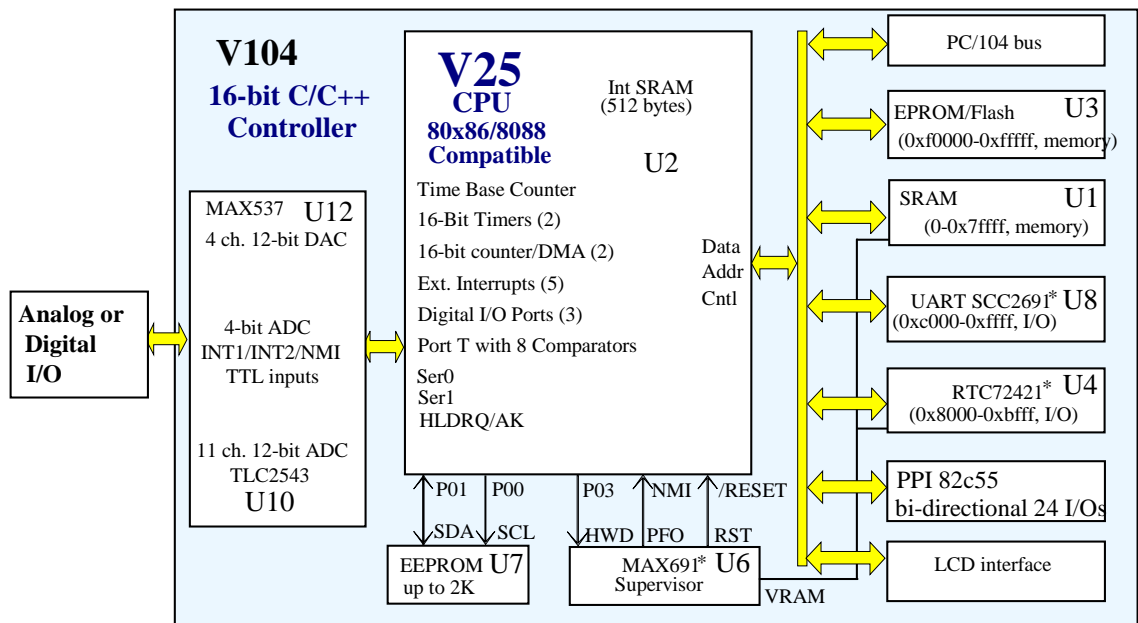 V104
16-bit C/C++
Controller
V25
CPU
80x86/8088
Compatible
Int SRAM
(512 bytes)
U2
Time Base Counter
16-Bit Timers (2)
16-bit counter/DMA (2)
Ext. Interrupts (5)
Digital I/O Ports (3)
Port T with 8 Comparators
Ser0
Ser1
HLDRQ/AK
Data
Addr
Cntl
MAX537 U12
4 ch. 12-bit DAC
4-bit ADC
INT1/INT2/NMI
TTL inputs
11 ch. 12-bit ADC
TLC2543
U10
Analog or
Digital
I/O
PC/104 bus
EPROM/Flash U3
(0xf0000-0xfffff, memory)
SRAM U1
(0-0x7ffff, memory)
UART SCC2691* U8
(0xc000-0xffff, I/O)
RTC72421* U4
(0x8000-0xbfff, I/O)
PPI 82c55
bi-directional 24 I/Os
LCD interface
P01 P00 P03 NMI /RESET
SDA SCL HWD PFO RST
EEPROM U7
up to 2K
MAX691* U6
Supervisor
VRAM